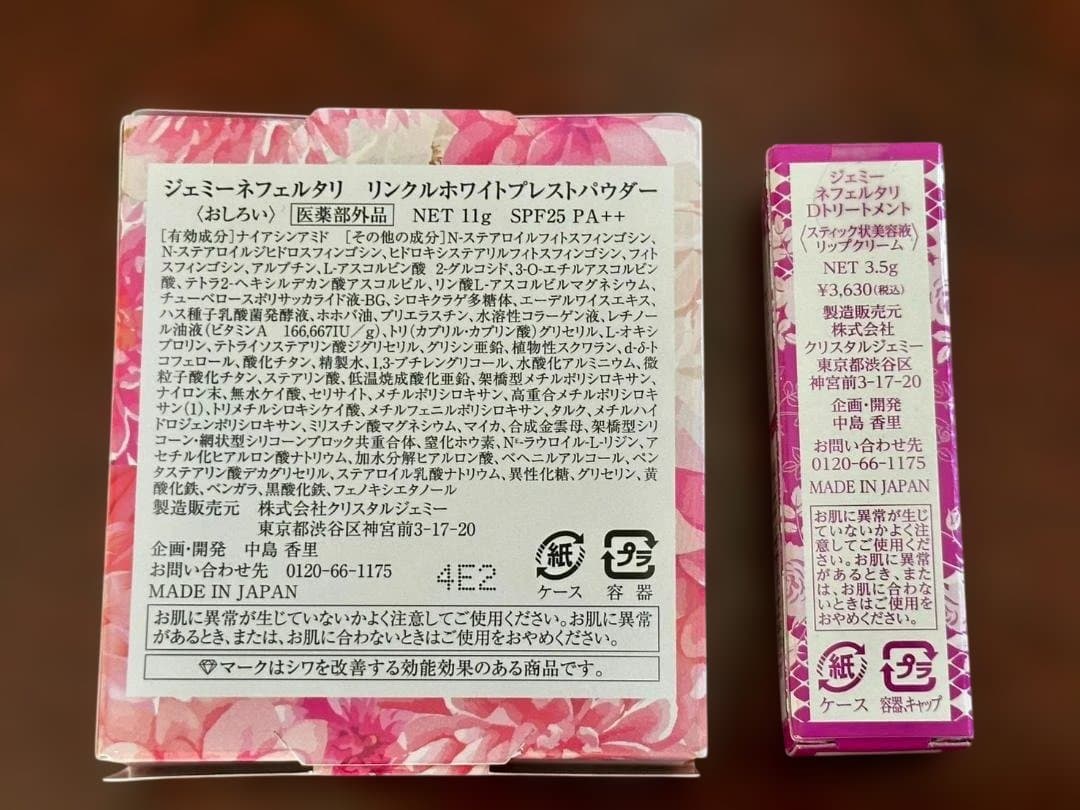 ジェミーネフェルタリ　リンクルホワイトプレストパウダー
〈おしろい〉 医薬部外品 NET 11g SPF25 PA++
[有効成分]ナイアシンアミド [その他の成分]N-ステアロイルフィトスフィンゴシン、
N-ステアロイルジヒドロスフィンゴシン、ヒドロキシステアリルフィトスフィンゴシン、フィト
スフィンゴシン、アルブチン、L-アスコルビン酸 2-グルコシド、3-O-エチルアスコルビン
酸、テトラ2-ヘキシルデカン酸アスコルビル、リン酸L-アスコルビルマグネシウム、
チューベロースポリサッカライド液-BG、シロキクラゲ多糖体、エーデルワイスエキス、
ハス種子乳酸菌発酵液、ホホバ油、プリエラスチン、水溶性コラーゲン液、レチノー
ル油液(ビタミンA 166,667IU/g)、トリ(カプリル・カプリン酸)グリセリル、L-オキシ
プロリン、テトライソステアリン酸ジグリセリル、グリシン亜鉛、植物性スクワラン、d-δ-ト
コフェロール、酸化チタン、精製水、1,3-ブチレングリコール、水酸化アルミニウム、微
粒子酸化チタン、ステアリン酸、低温焼成酸化亜鉛、架橋型メチルポリシロキサン、
ナイロン末、無水ケイ酸、セリサイト、メチルポリシロキサン、高重合メチルポリシロキ
サン(1)、トリメチルシロキシケイ酸、メチルフェニルポリシロキサン、タルク、メチルハイ
ドロジェンポリシロキサン、ミリスチン酸マグネシウム、マイカ、合成金雲母、架橋型シリ
コーン・網状型シリコーンブロック共重合体、窒化ホウ素、Nε-ラウロイル-L-リジン、ア
セチル化ヒアルロン酸ナトリウム、加水分解ヒアルロン酸、ベヘニルアルコール、ペン
タステアリン酸デカグリセリル、ステアロイル乳酸ナトリウム、異性化糖、グリセリン、黄
酸化鉄、ベンガラ、黒酸化鉄、フェノキシエタノール
製造販売元 株式会社クリスタルジェミー
東京都渋谷区神宮前3-17-20
企画・開発 中島 香里
お問い合わせ先 0120-66-1175
MADE IN JAPAN
4E2
紙 プラ
ケース 容器
お肌に異常が生じていないかよく注意してご使用ください。お肌に異常
があるとき、または、お肌に合わないときはご使用をおやめください。
マークはシワを改善する効能効果のある商品です。
ジェミー
ネフェルタリ
Dトリートメント
〈スティック状美容液
リップクリーム〉
NET 3.5g
¥3,630(税込)
製造販売元
株式会社
クリスタルジェミー
東京都渋谷区
神宮前3-17-20
企画・開発
中島 香里
お問い合わせ先
0120-66-1175
MADE IN JAPAN
お肌に異常が生じ
ていないかよく注
意してご使用くだ
さい。お肌に異常
があるとき、また
は、お肌に合わな
いときはご使用を
おやめください。
紙 プラ
ケース 容器、キャップ